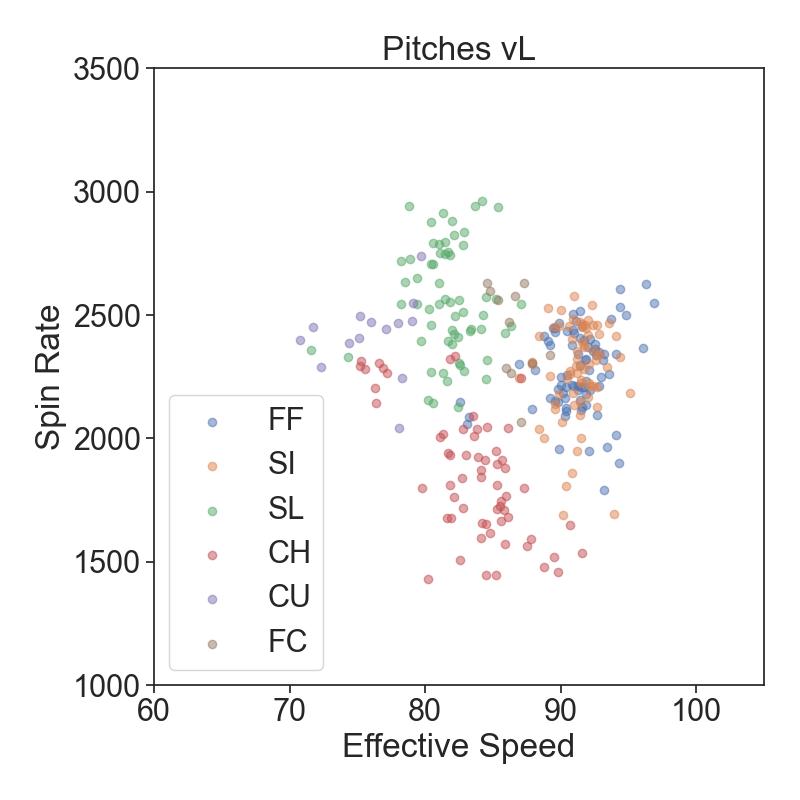 Pitches vL
3500
3000
2500
2000
1500
1000
Spin Rate
FF
SI
SL
CH
CU
FC
60 70 80 90 100
Effective Speed